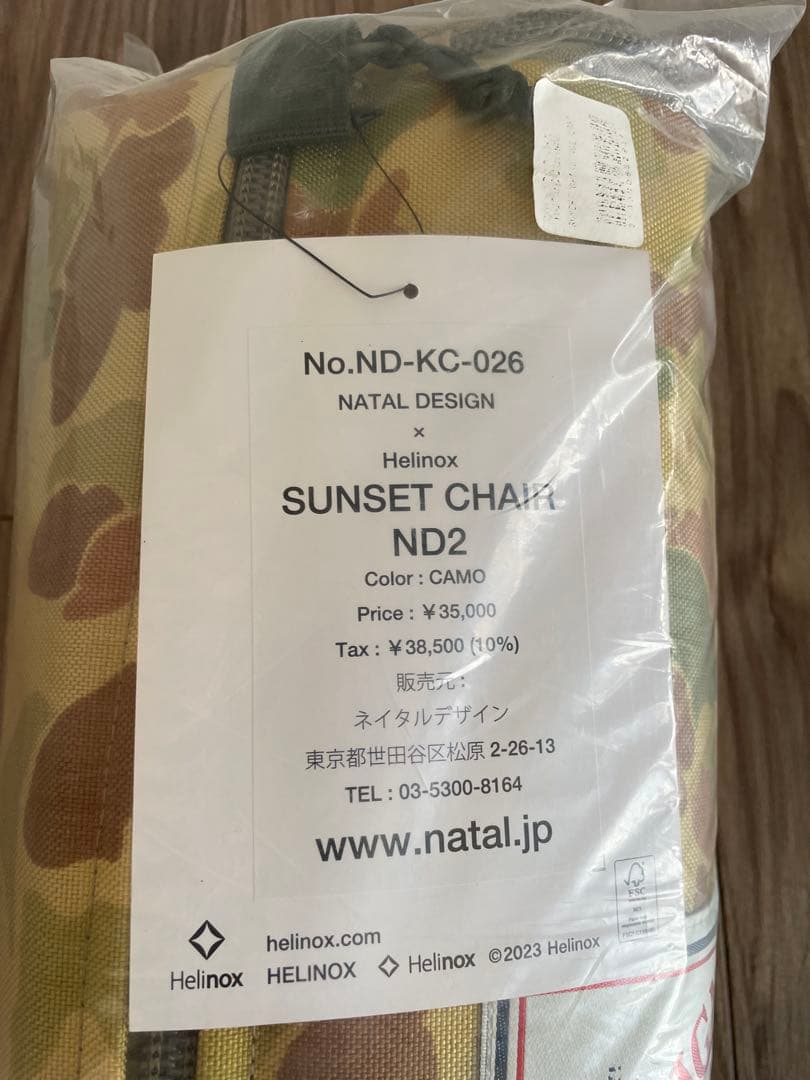 No.ND-KC-026
NATAL DESIGN
×
Helinox
SUNSET CHAIR
ND2
Color : CAMO
Price : ￥35,000
Tax : ￥38,500 (10%)
販売元 :
ネイタルデザイン
東京都世田谷区松原 2-26-13
TEL : 03-5300-8164
www.natal.jp
FSC
helinox.com
Helinox HELINOX Helinox ©2023 Helinox